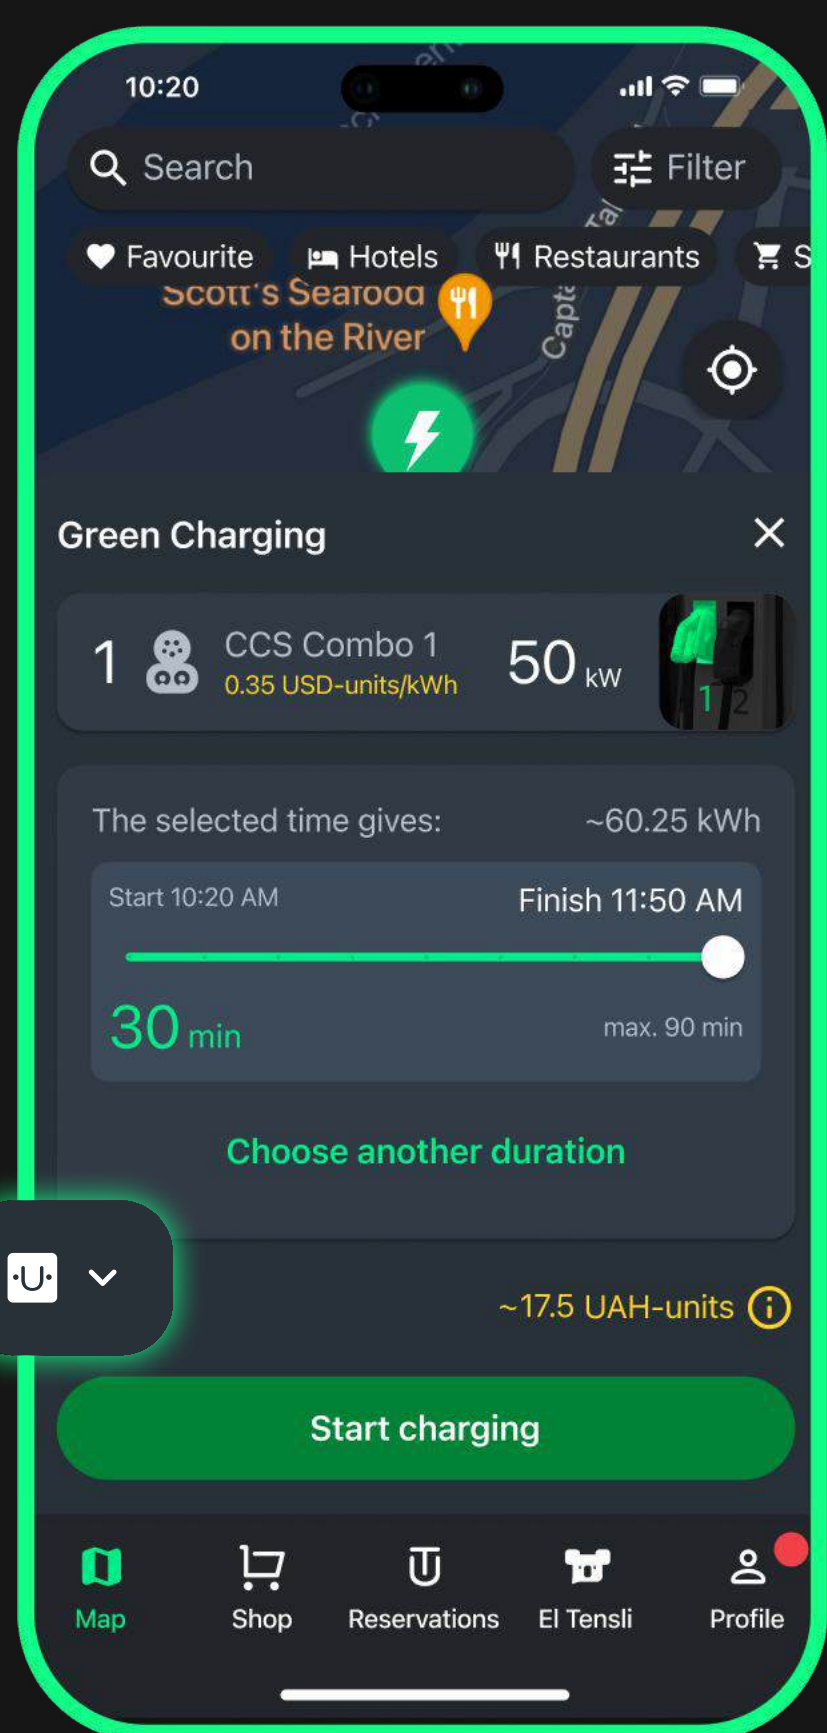 10:20
Search
Filter
Favourite
Hotels
Restaurants
S
Scott's Seafood
on the River
Capta
Green Charging
1
CCS Combo 1
0.35 USD-units/kWh
50 kW
1 2
The selected time gives:
~60.25 kWh
Start 10:20 AM
Finish 11:50 AM
30 min
max. 90 min
Choose another duration
·U·
~17.5 UAH-units
Start charging
Map
Shop
Reservations
El Tensli
Profile